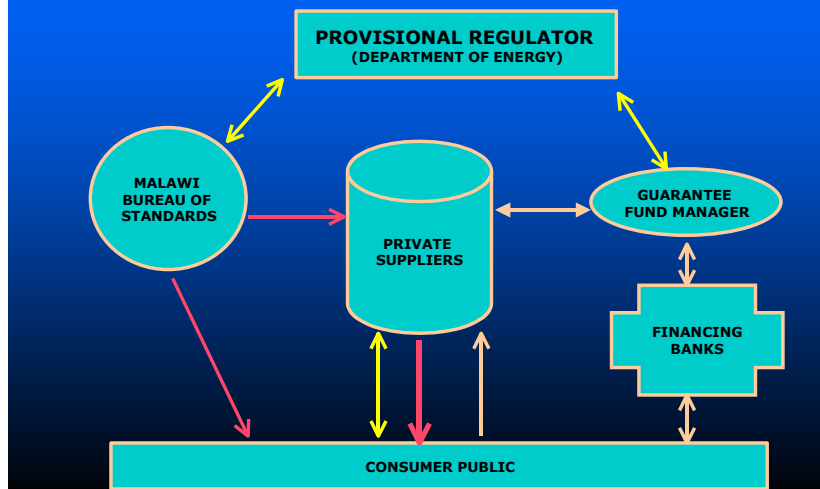 PROVISIONAL REGULATOR
(DEPARTMENT OF ENERGY)
MALAWI
BUREAU OF
STANDARDS
PRIVATE
SUPPLIERS
GUARANTEE
FUND MANAGER
FINANCING
BANKS
CONSUMER PUBLIC